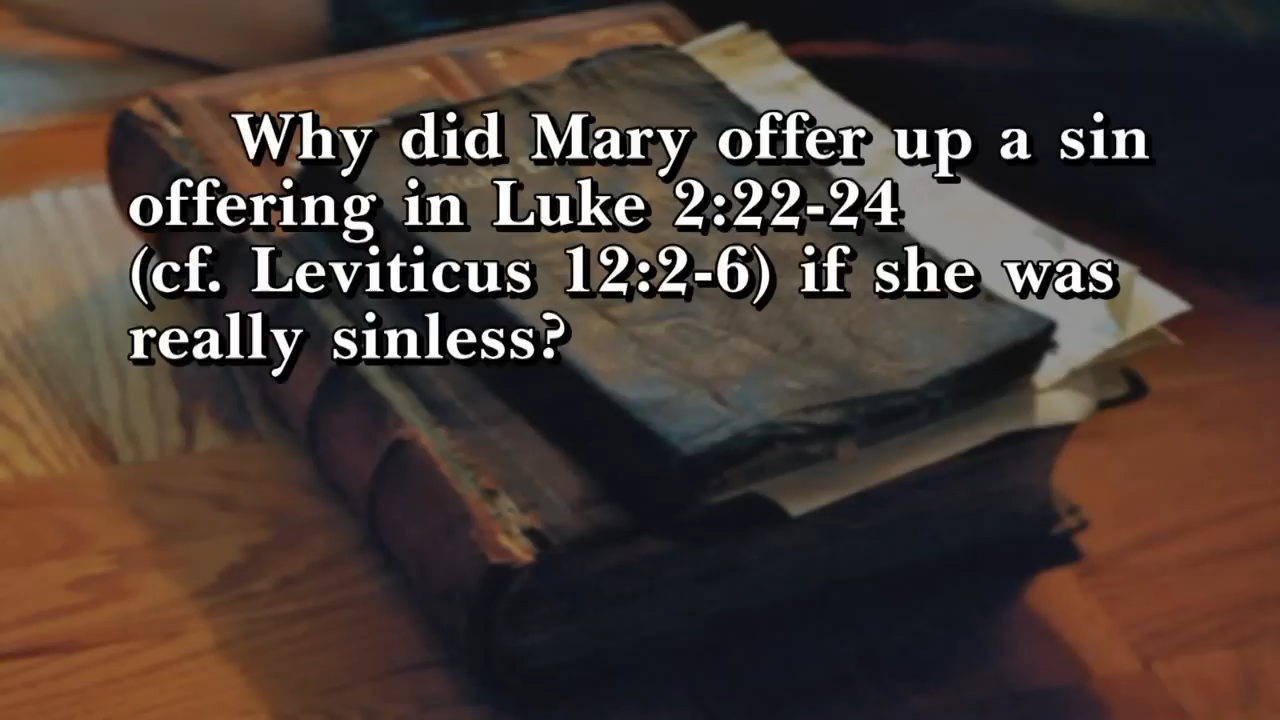 Why did Mary offer up a sin
offering in Luke 2:22-24
(cf. Leviticus 12:2-6) if she was
really sinless?